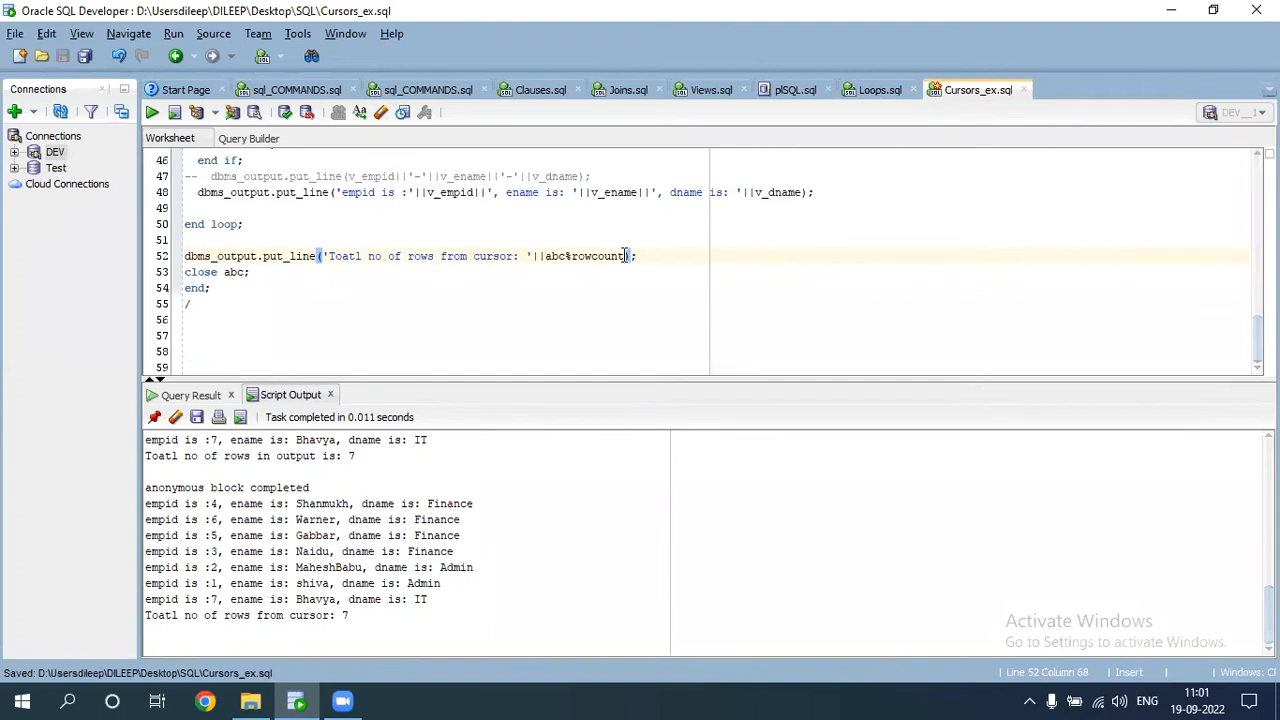 Oracle SQL Developer: D:\Usersdileep\DILEEP\Desktop\SQL\Cursors_ex.sql
File Edit View Navigate Run Source Team Tools Window Help
Connections
Start Page sql_COMMANDS.sql sql_COMMANDS.sql Clauses.sql Joins.sql Views.sql plSQL.sql Loops.sql Cursors_ex.sql
DEV__1
Connections
DEV
Test
Cloud Connections
Worksheet Query Builder
46 end if;
47 -- dbms_output.put_line(v_empid||'-'||v_ename||'-'||v_dname);
48 dbms_output.put_line('empid is :'||v_empid||', ename is: '||v_ename||', dname is: '||v_dname);
49
50 end loop;
51
52 dbms_output.put_line('Toatl no of rows from cursor: '||abc%rowcount);
53 close abc;
54 end;
55 /
56
57
58
59
Query Result Script Output
Task completed in 0.011 seconds
empid is :7, ename is: Bhavya, dname is: IT
Toatl no of rows in output is: 7
anonymous block completed
empid is :4, ename is: Shanmukh, dname is: Finance
empid is :6, ename is: Warner, dname is: Finance
empid is :5, ename is: Gabbar, dname is: Finance
empid is :3, ename is: Naidu, dname is: Finance
empid is :2, ename is: MaheshBabu, dname is: Admin
empid is :1, ename is: shiva, dname is: Admin
empid is :7, ename is: Bhavya, dname is: IT
Toatl no of rows from cursor: 7
Activate Windows
Go to Settings to activate Windows.
Saved: D:\Usersdileep\DILEEP\Desktop\SQL\Cursors_ex.sql
Line 52 Column 68 Insert Windows: C
ENG
11:01
19-09-2022